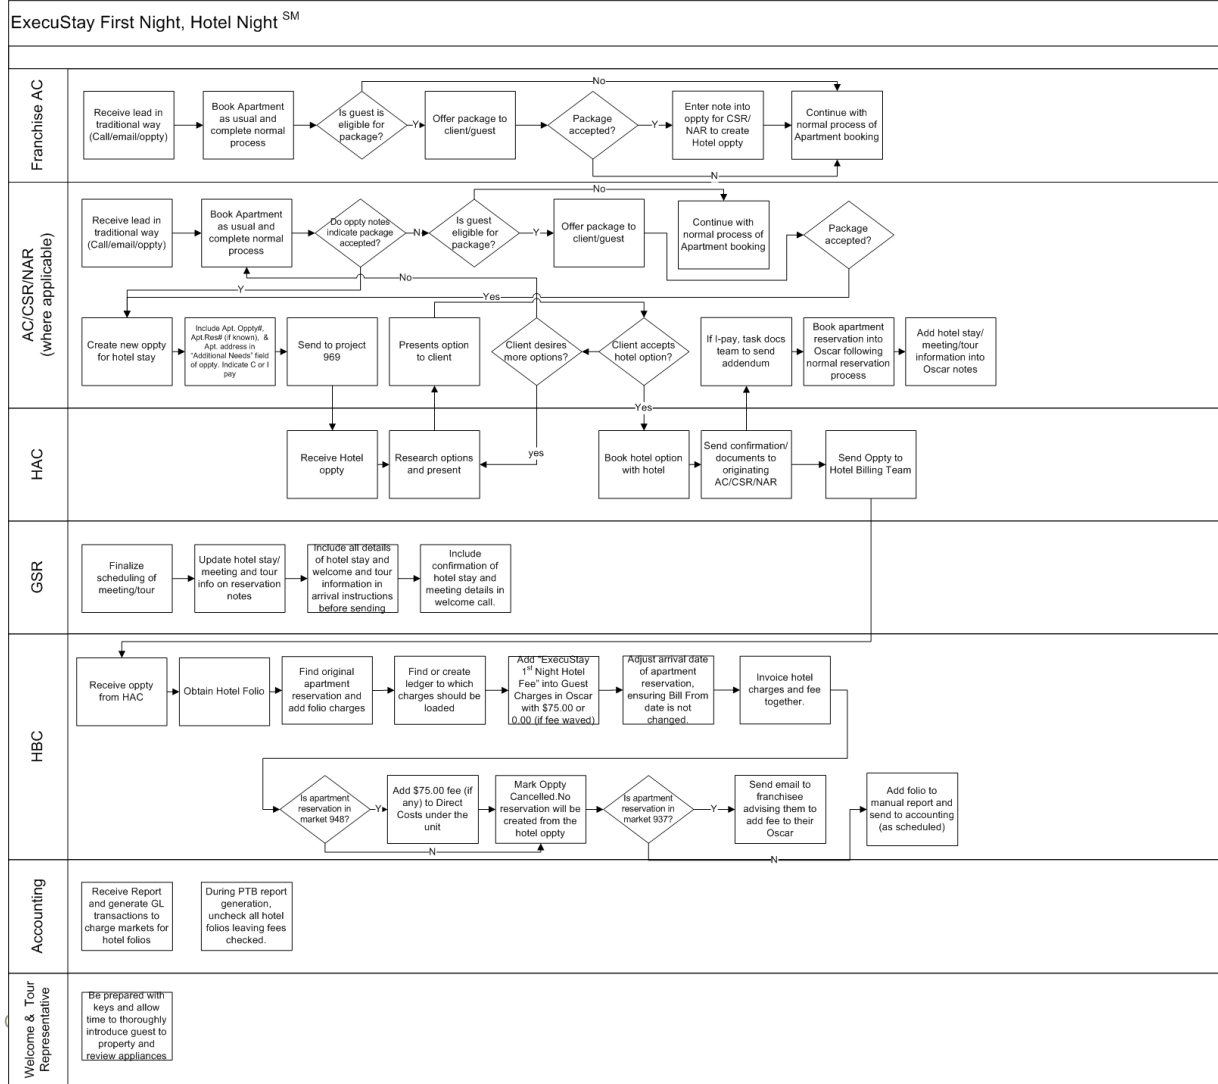 ExecuStay First Night, Hotel Night SM
Franchise AC
Receive lead in
traditional way
(Call/email/oppty)
Book Apartment
as usual and
complete normal
process
Is guest is
eligible for
package?
Y
No
Offer package to
client/guest
Package
accepted?
Y
N
Enter note into
oppty for CSR/
NAR to create
Hotel oppty
Continue with
normal process of
Apartment booking
AC/CSR/NAR
(where applicable)
Receive lead in
traditional way
(Call/email/oppty)
Book Apartment
as usual and
complete normal
process
Do oppty notes
indicate package
accepted?
N
Y
Is guest
eligible for
package?
No
Y
Offer package to
client/guest
Continue with
normal process of
Apartment booking
Package
accepted?
No
Yes
Create new oppty
for hotel stay
Include Apt. Oppty#,
Apt.Res# (if known), &
Apt. address in
"Additional Needs" field
of oppty. Indicate C or I
pay
Send to project
969
Presents option
to client
Client desires
more options?
Client accepts
hotel option?
If I-pay, task docs
team to send
addendum
Book apartment
reservation into
Oscar following
normal reservation
process
Add hotel stay/
meeting/tour
information into
Oscar notes
Yes
HAC
Receive Hotel
oppty
Research options
and present
yes
Book hotel option
with hotel
Send confirmation/
documents to
originating
AC/CSR/NAR
Send Oppty to
Hotel Billing Team
GSR
Finalize
scheduling of
meeting/tour
Update hotel stay/
meeting and tour
info on reservation
notes
Include all details
of hotel stay and
welcome and tour
information in
arrival instructions
before sending
Include
confirmation of
hotel stay and
meeting details in
welcome call.
HBC
Receive oppty
from HAC
Obtain Hotel Folio
Find original
apartment
reservation and
add folio charges
Find or create
ledger to which
charges should be
loaded
Add "ExecuStay
1st Night Hotel
Fee" into Guest
Charges in Oscar
with $75.00 or
0.00 (if fee waved)
Adjust arrival date
of apartment
reservation,
ensuring Bill From
date is not
changed.
Invoice hotel
charges and fee
together.
Is apartment
reservation in
market 948?
Y
N
Add $75.00 fee (if
any) to Direct
Costs under the
unit
Mark Oppty
Cancelled.No
reservation will be
created from the
hotel oppty
Is apartment
reservation in
market 937?
Y
N
Send email to
franchisee
advising them to
add fee to their
Oscar
Add folio to
manual report and
send to accounting
(as scheduled)
Accounting
Receive Report
and generate GL
transactions to
charge markets for
hotel folios
During PTB report
generation,
uncheck all hotel
folios leaving fees
checked.
Welcome & Tour
Representative
Be prepared with
keys and allow
time to thoroughly
introduce guest to
property and
review appliances